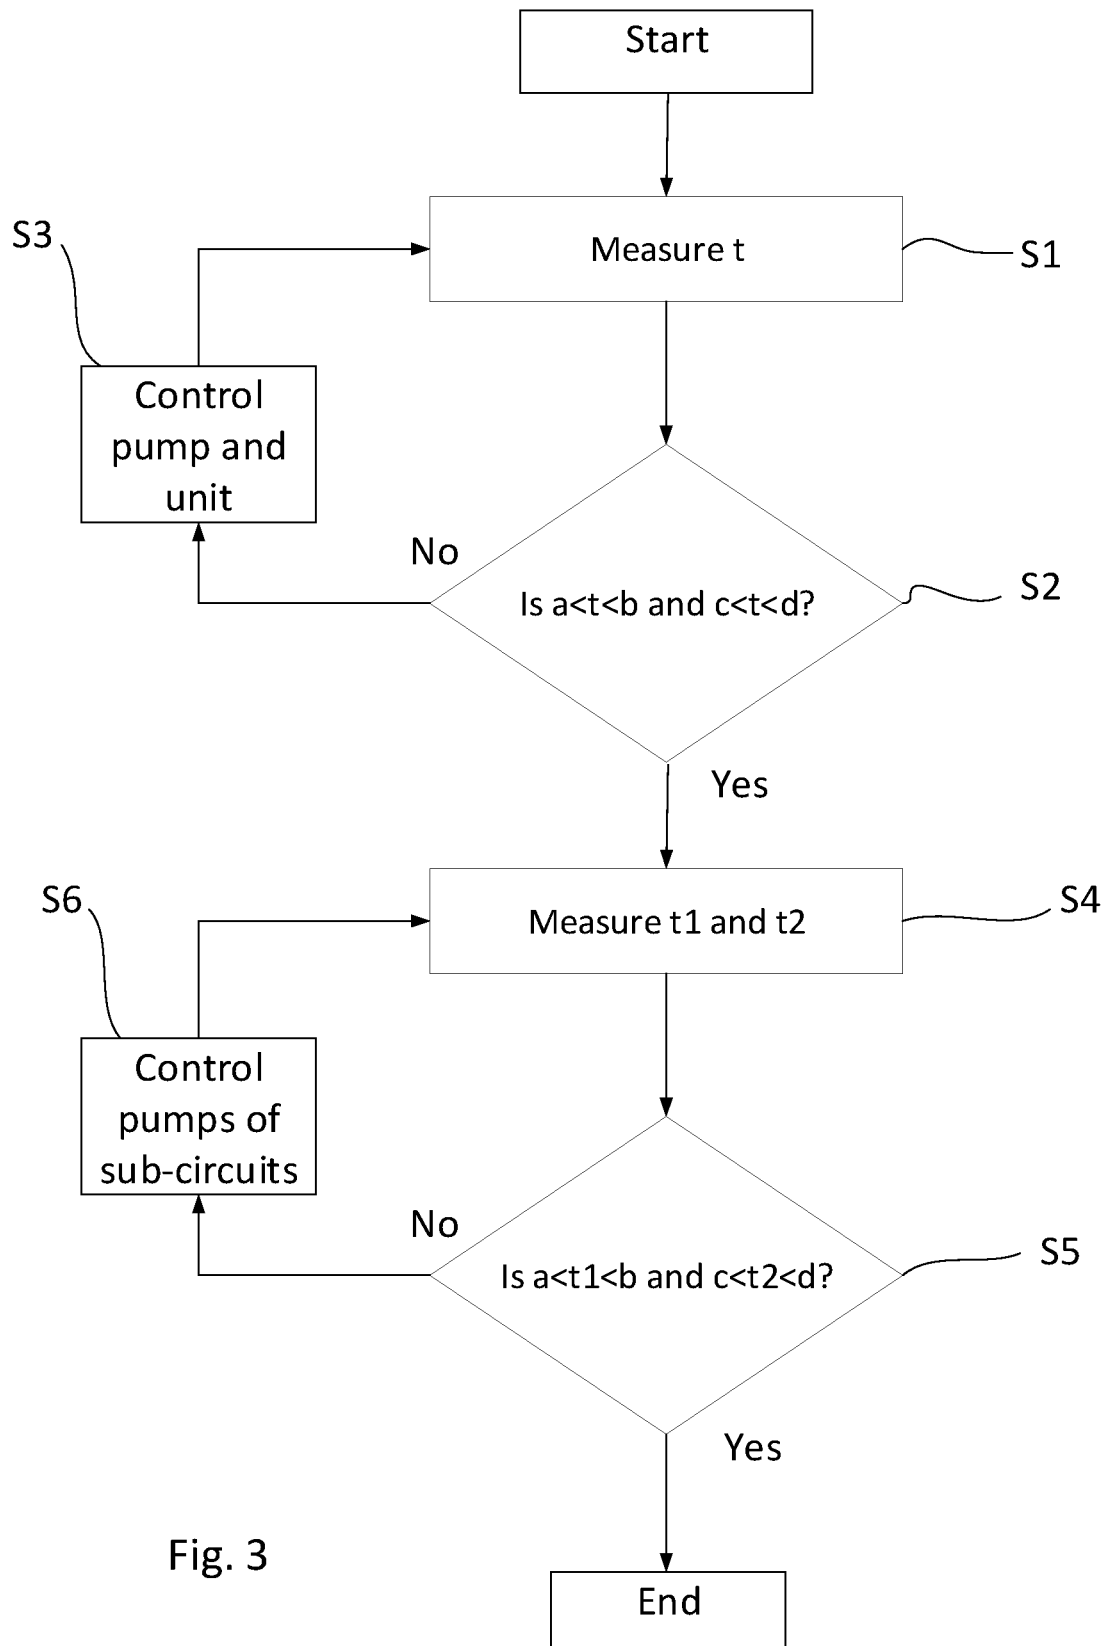 Start
S3
Measure t
S1
Control
pump and
unit
No
Is a<t<b and c<t<d?
S2
Yes
S6
Measure t1 and t2
S4
Control
pumps of
sub-circuits
No
Is a<t1<b and c<t2<d?
S5
Yes
Fig. 3
End